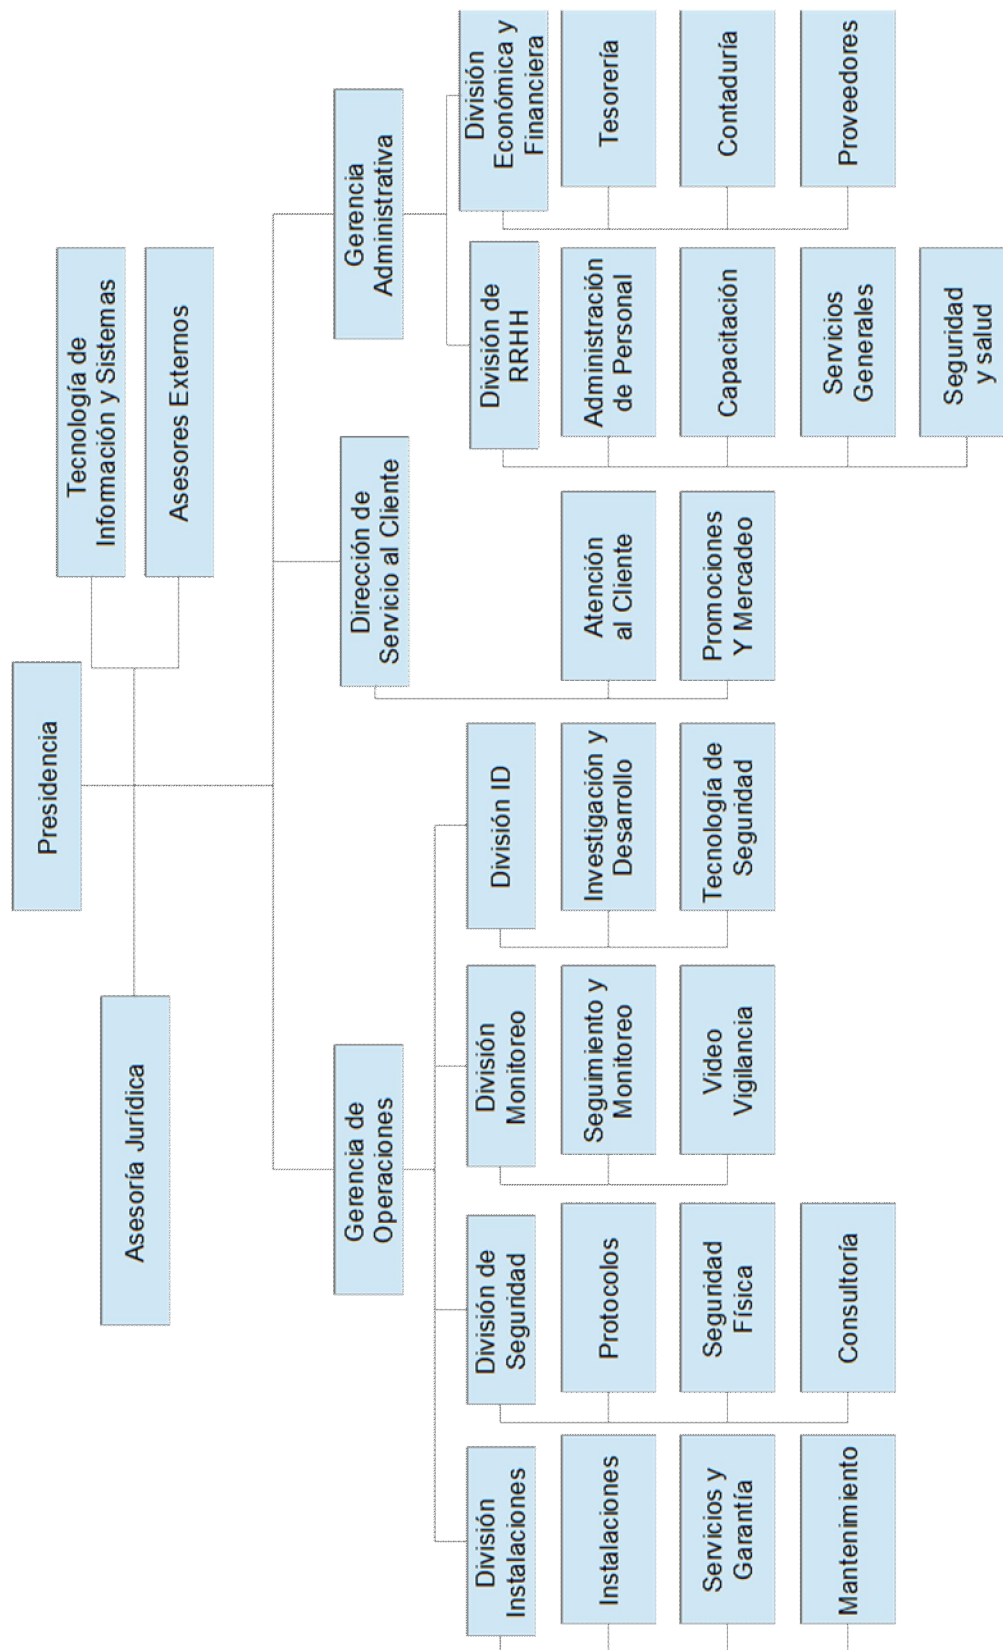 Presidencia
Tecnología de
Información y Sistemas
Asesoría Jurídica
Asesores Externos
Gerencia de
Operaciones
Dirección de
Servicio al Cliente
Gerencia
Administrativa
División
Instalaciones
División de
Seguridad
División
Monitoreo
División ID
División de
RRHH
División
Económica y
Financiera
Instalaciones
Protocolos
Seguimiento y
Monitoreo
Investigación y
Desarrollo
Atención
al Cliente
Administración
de Personal
Tesorería
Servicios y
Garantía
Seguridad
Física
Video
Vigilancia
Tecnología de
Seguridad
Promociones
Y Mercadeo
Capacitación
Contaduría
Mantenimiento
Consultoría
Servicios
Generales
Proveedores
Seguridad
y salud